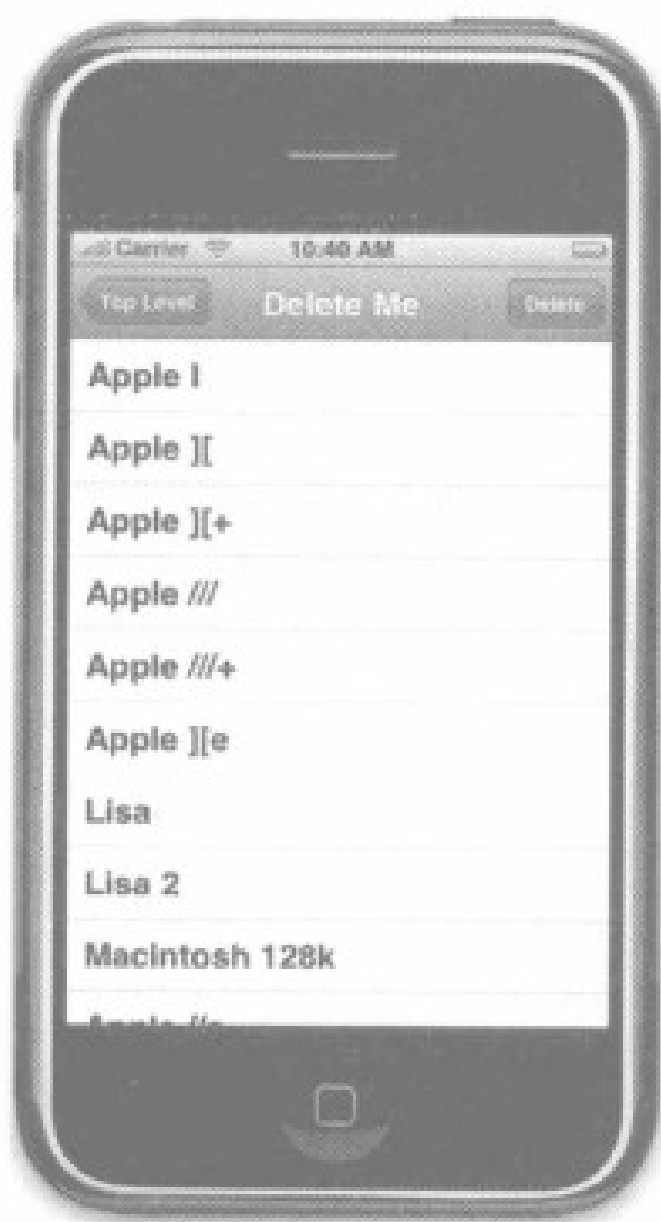 Carrier 10:40 AM
Top Level Delete Me Delete
Apple I
Apple ][
Apple ][+
Apple ///
Apple ///+
Apple ][e
Lisa
Lisa 2
Macintosh 128k
Apple //c